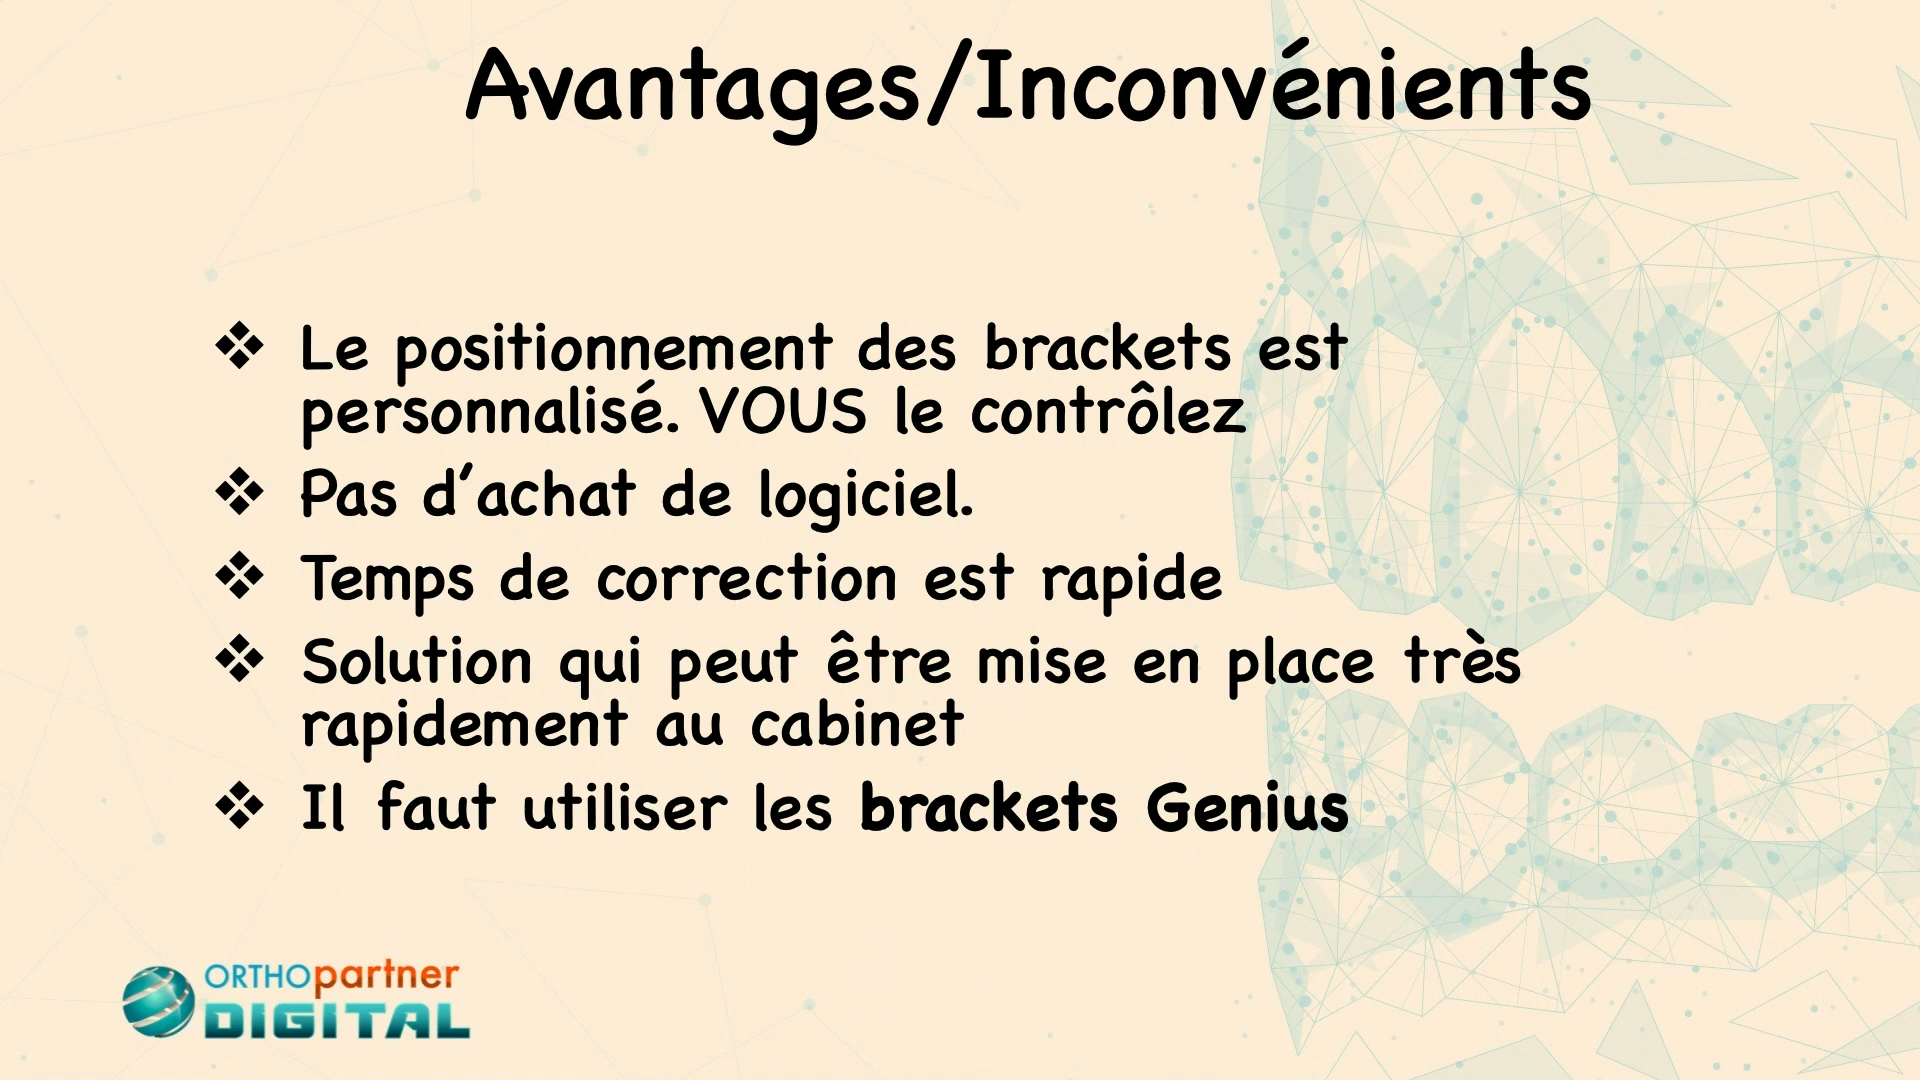 Avantages/Inconvénients
❖ Le positionnement des brackets est
personnalisé. VOUS le contrôlez
❖ Pas d’achat de logiciel.
❖ Temps de correction est rapide
❖ Solution qui peut être mise en place très
rapidement au cabinet
❖ Il faut utiliser les brackets Genius
ORTHOpartner
DIGITAL